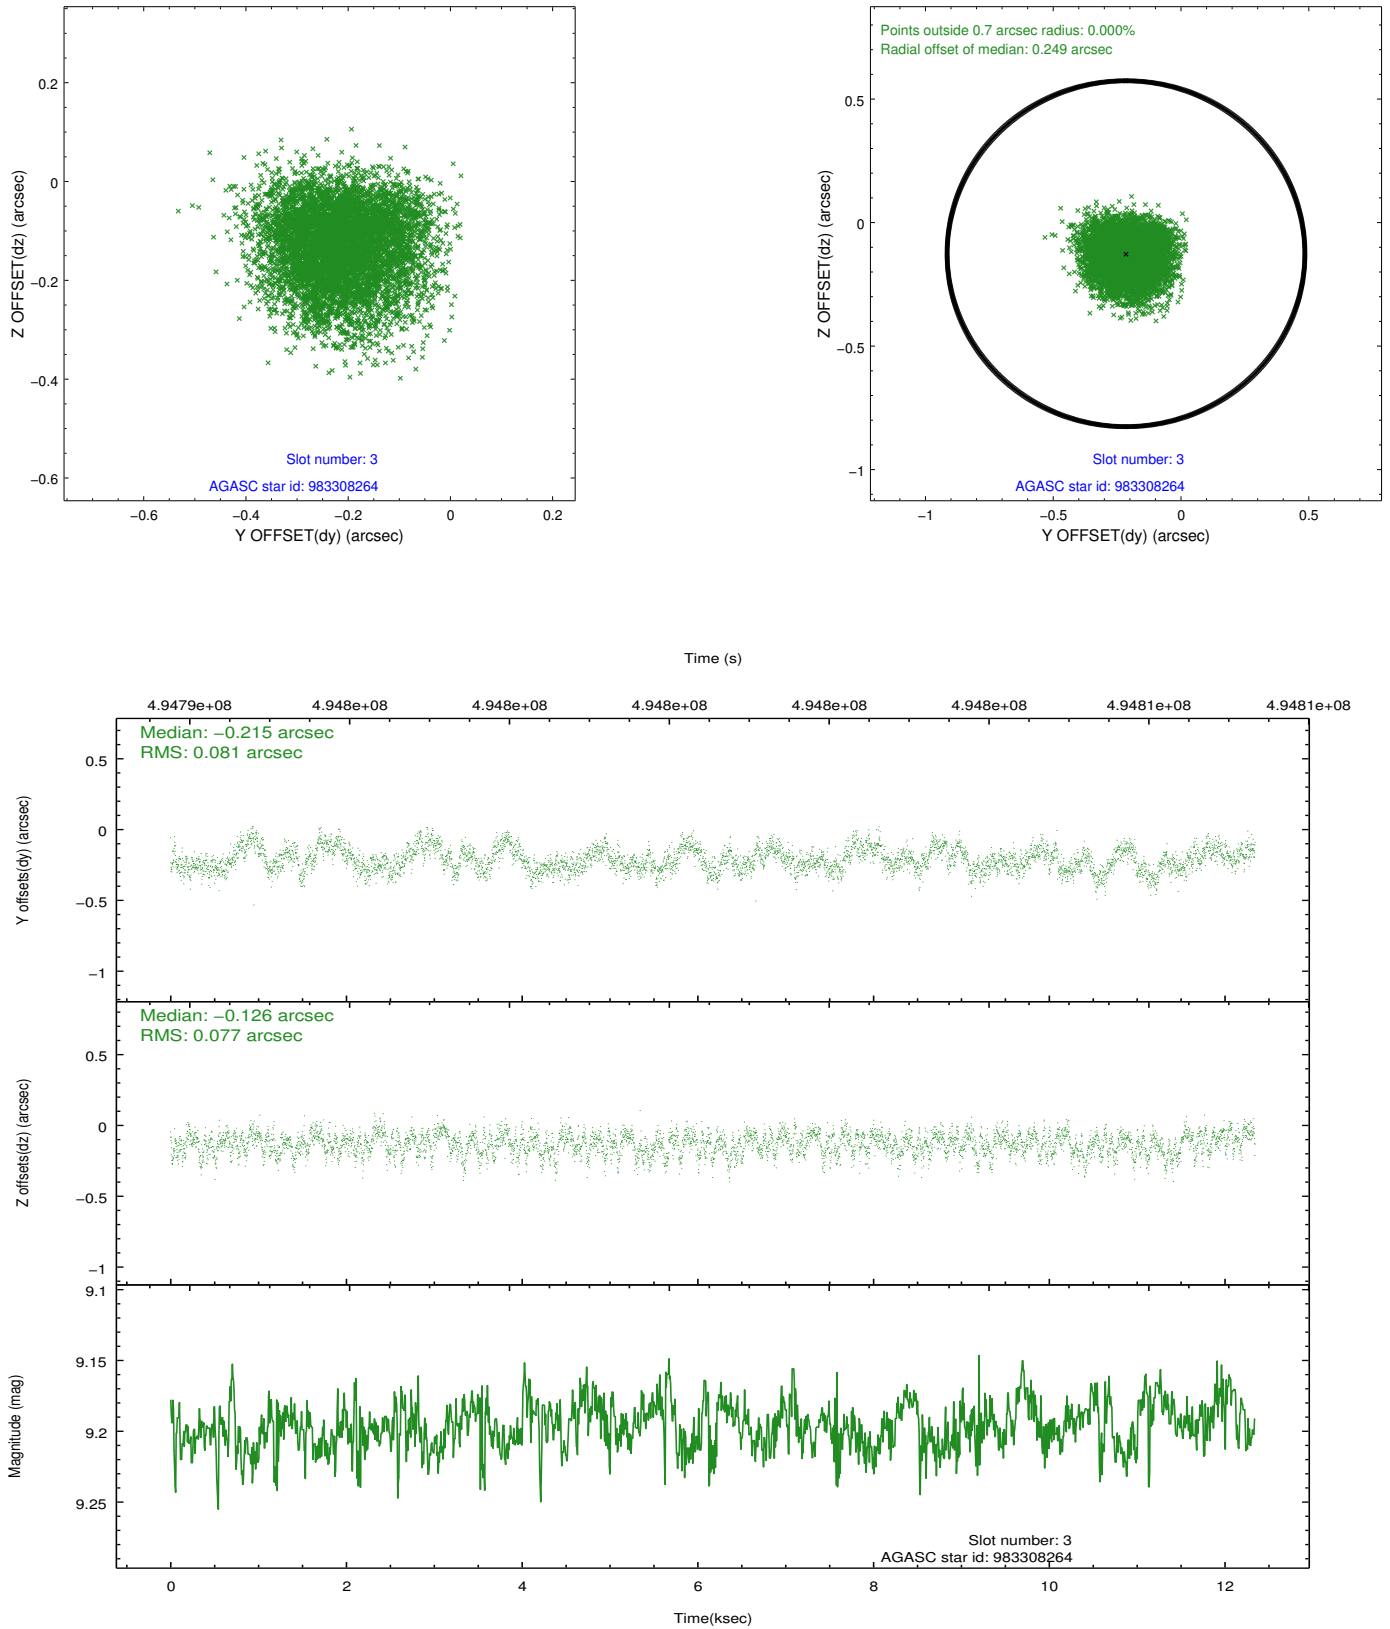 0.2
0
−0.2
−0.4
−0.6
Z OFFSET(dz) (arcsec)
Slot number: 3
AGASC star id: 983308264
−0.6
−0.4
−0.2
0
0.2
Y OFFSET(dy) (arcsec)
Points outside 0.7 arcsec radius: 0.000%
Radial offset of median: 0.249 arcsec
0.5
0
−0.5
−1
Z OFFSET(dz) (arcsec)
Slot number: 3
AGASC star id: 983308264
−1
−0.5
0
0.5
Y OFFSET(dy) (arcsec)
Time (s)
4.9479e+08
4.948e+08
4.948e+08
4.948e+08
4.948e+08
4.948e+08
4.9481e+08
4.9481e+08
Median: −0.215 arcsec
RMS: 0.081 arcsec
0.5
0
−0.5
−1
Y offsets(dy) (arcsec)
Median: −0.126 arcsec
RMS: 0.077 arcsec
0.5
0
−0.5
−1
Z offsets(dz) (arcsec)
9.1
9.15
9.2
9.25
Magnitude (mag)
Slot number: 3
AGASC star id: 983308264
0
2
4
6
8
10
12
Time(ksec)